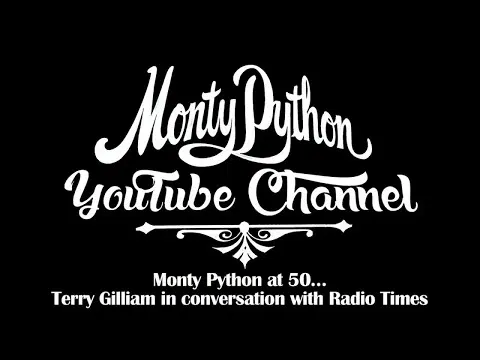 Monty Python
YouTube Channel
Monty Python at 50...
Terry Gilliam in conversation with Radio Times